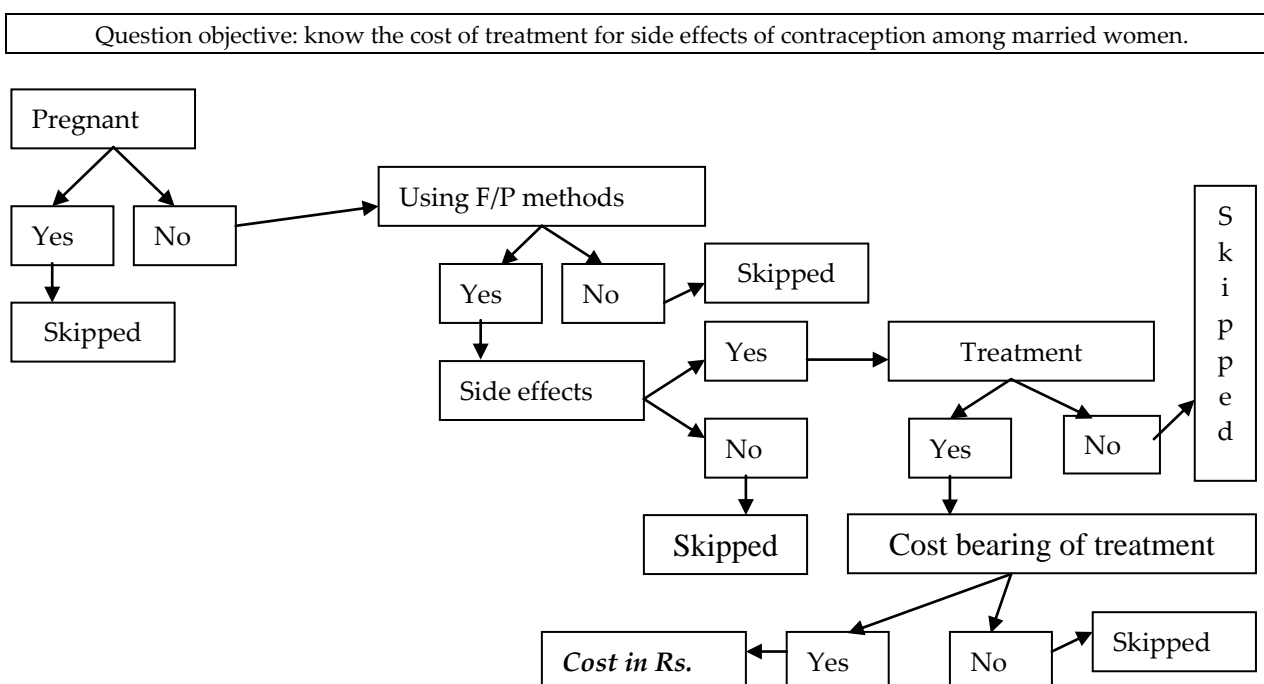 Question objective: know the cost of treatment for side effects of contraception among married women.
Pregnant
Yes
No
Skipped
Using F/P methods
Yes
No
Skipped
Side effects
Yes
No
Skipped
Treatment
Yes
No
Skipped
Cost bearing of treatment
Yes
No
Skipped
Cost in Rs.